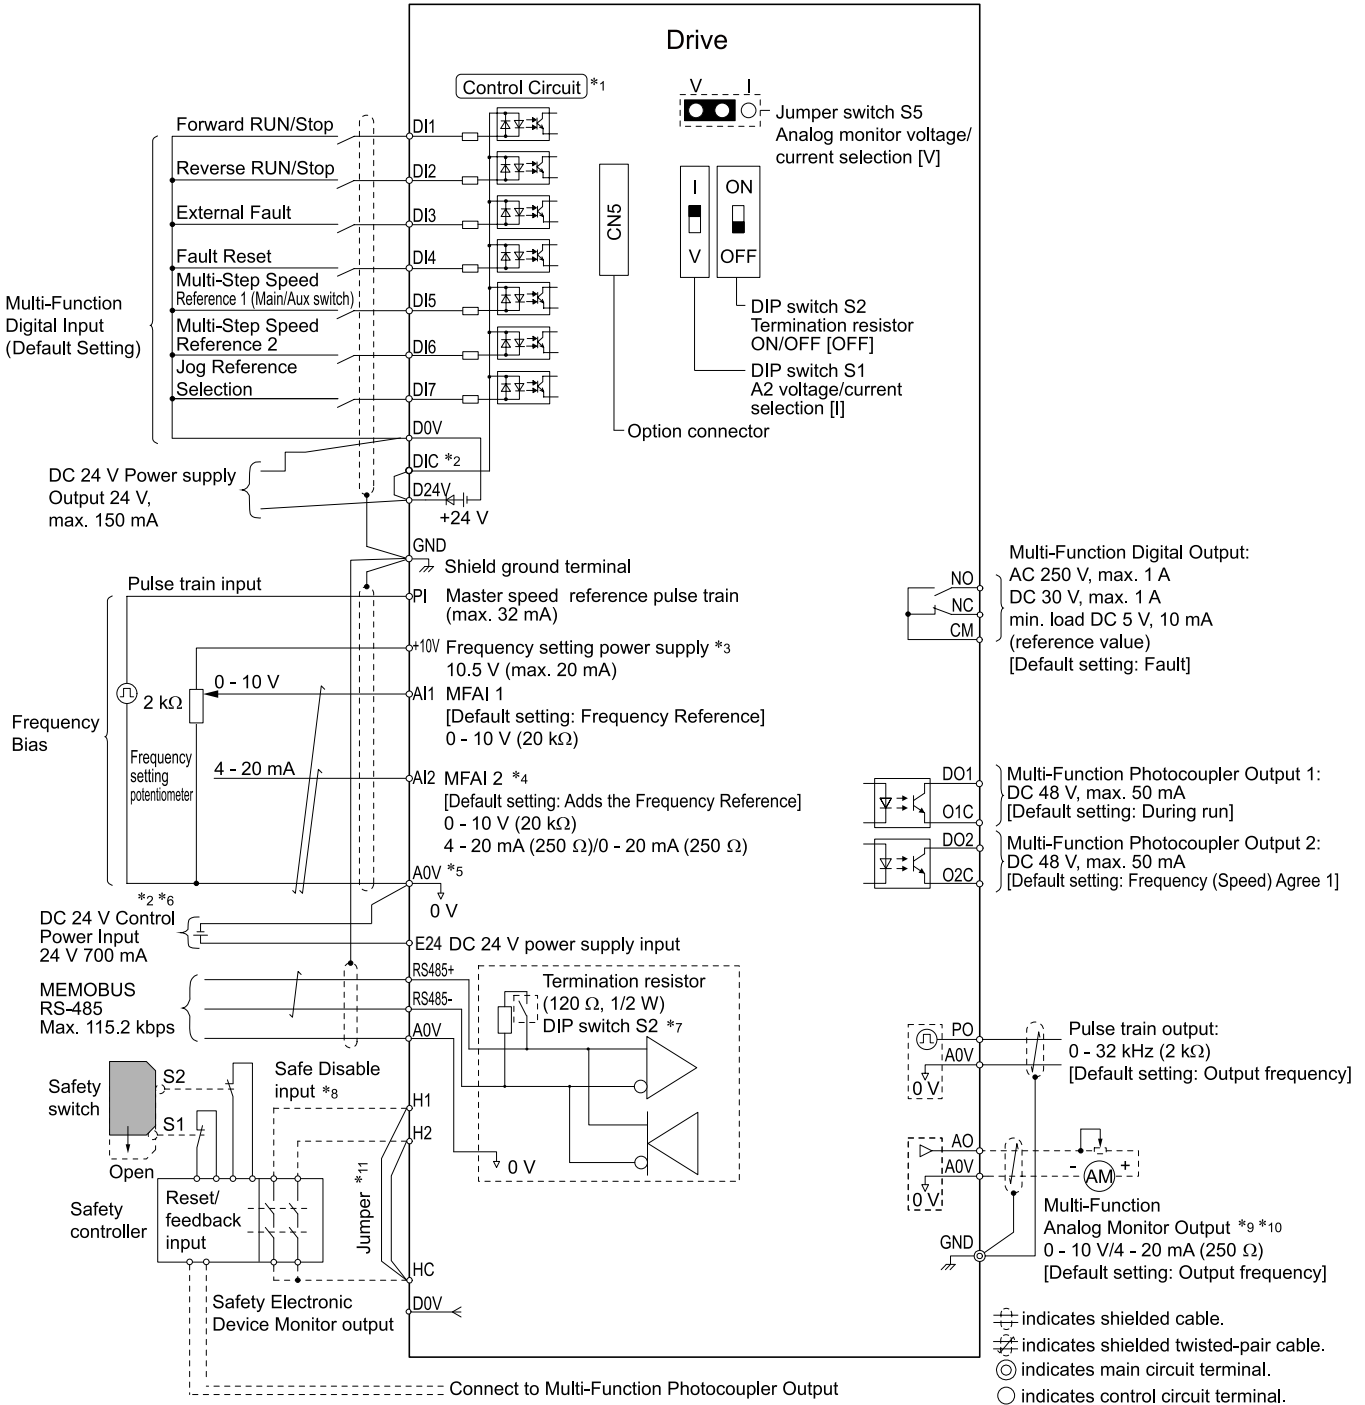 Drive
Control Circuit *1
V I
Jumper switch S5
Analog monitor voltage/
current selection [V]
Forward RUN/Stop
DI1
Reverse RUN/Stop
DI2
External Fault
DI3
Fault Reset
DI4
Multi-Step Speed
Reference 1 (Main/Aux switch)
DI5
Multi-Step Speed
Reference 2
DI6
Jog Reference
Selection
DI7
Multi-Function
Digital Input
(Default Setting)
CN5
I
V
ON
OFF
DIP switch S2
Termination resistor
ON/OFF [OFF]
DIP switch S1
A2 voltage/current
selection [I]
Option connector
D0V
DIC *2
D24V
+24 V
DC 24 V Power supply
Output 24 V,
max. 150 mA
GND
Shield ground terminal
Pulse train input
PI Master speed reference pulse train
(max. 32 mA)
+10V Frequency setting power supply *3
10.5 V (max. 20 mA)
0 - 10 V
2 kΩ
AI1 MFAI 1
[Default setting: Frequency Reference]
0 - 10 V (20 kΩ)
Frequency
Bias
Frequency
setting
potentiometer
4 - 20 mA
AI2 MFAI 2 *4
[Default setting: Adds the Frequency Reference]
0 - 10 V (20 kΩ)
4 - 20 mA (250 Ω)/0 - 20 mA (250 Ω)
A0V *5
0 V
*2 *6
DC 24 V Control
Power Input
24 V 700 mA
E24 DC 24 V power supply input
MEMOBUS
RS-485
Max. 115.2 kbps
RS485+
RS485-
A0V
Termination resistor
(120 Ω, 1/2 W)
DIP switch S2 *7
0 V
Safety
switch
S2
S1
Open
Safe Disable
input *8
H1
H2
Jumper *11
Safety
controller
Reset/
feedback
input
HC
D0V
Safety Electronic
Device Monitor output
Connect to Multi-Function Photocoupler Output
NO
NC
CM
Multi-Function Digital Output:
AC 250 V, max. 1 A
DC 30 V, max. 1 A
min. load DC 5 V, 10 mA
(reference value)
[Default setting: Fault]
DO1
O1C
Multi-Function Photocoupler Output 1:
DC 48 V, max. 50 mA
[Default setting: During run]
DO2
O2C
Multi-Function Photocoupler Output 2:
DC 48 V, max. 50 mA
[Default setting: Frequency (Speed) Agree 1]
PO
A0V
0 V
Pulse train output:
0 - 32 kHz (2 kΩ)
[Default setting: Output frequency]
AO
A0V
0 V
- +
AM
GND
Multi-Function
Analog Monitor Output *9 *10
0 - 10 V/4 - 20 mA (250 Ω)
[Default setting: Output frequency]
indicates shielded cable.
indicates shielded twisted-pair cable.
indicates main circuit terminal.
indicates control circuit terminal.